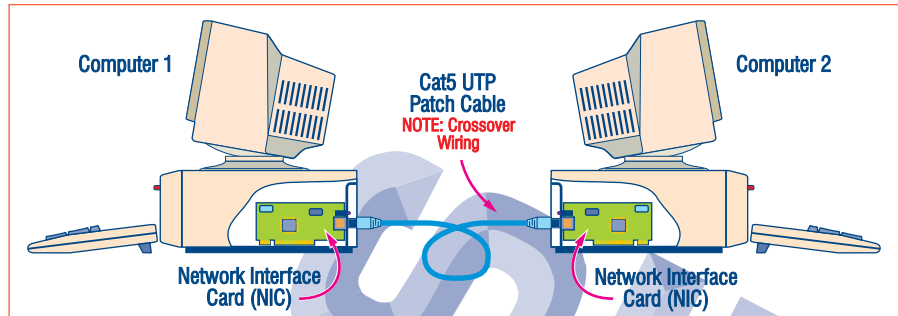 Computer 1
Computer 2
Cat5 UTP
Patch Cable
NOTE: Crossover
Wiring
Network Interface
Card (NIC)
Network Interface
Card (NIC)